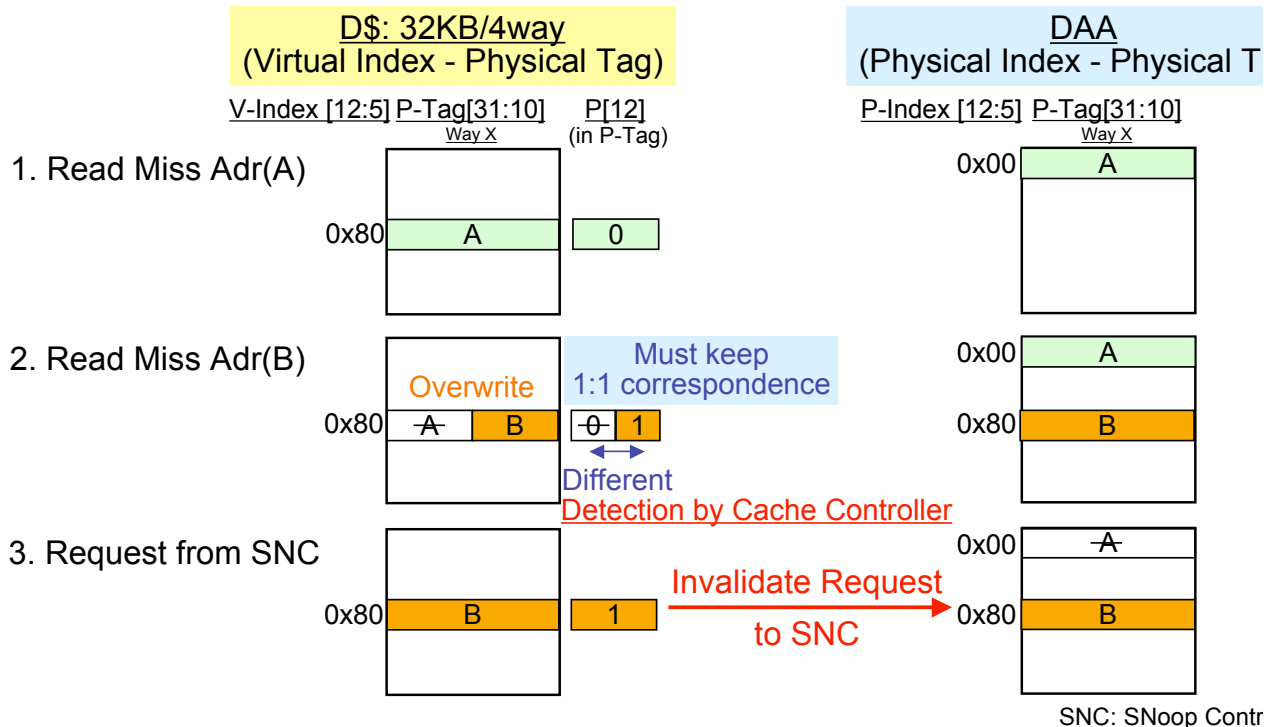 D$: 32KB/4way
(Virtual Index - Physical Tag)
DAA
(Physical Index - Physical T
V-Index [12:5] P-Tag[31:10] P[12]
Way X
(in P-Tag)
P-Index [12:5] P-Tag[31:10]
Way X
1. Read Miss Adr(A)
0x80 A 0
0x00 A
2. Read Miss Adr(B)
Overwrite
Must keep
1:1 correspondence
0x80 A B 0 1
Different
Detection by Cache Controller
0x00 A
0x80 B
3. Request from SNC
0x80 B 1
Invalidate Request
to SNC
0x00 A
0x80 B
SNC: SNoop Contr